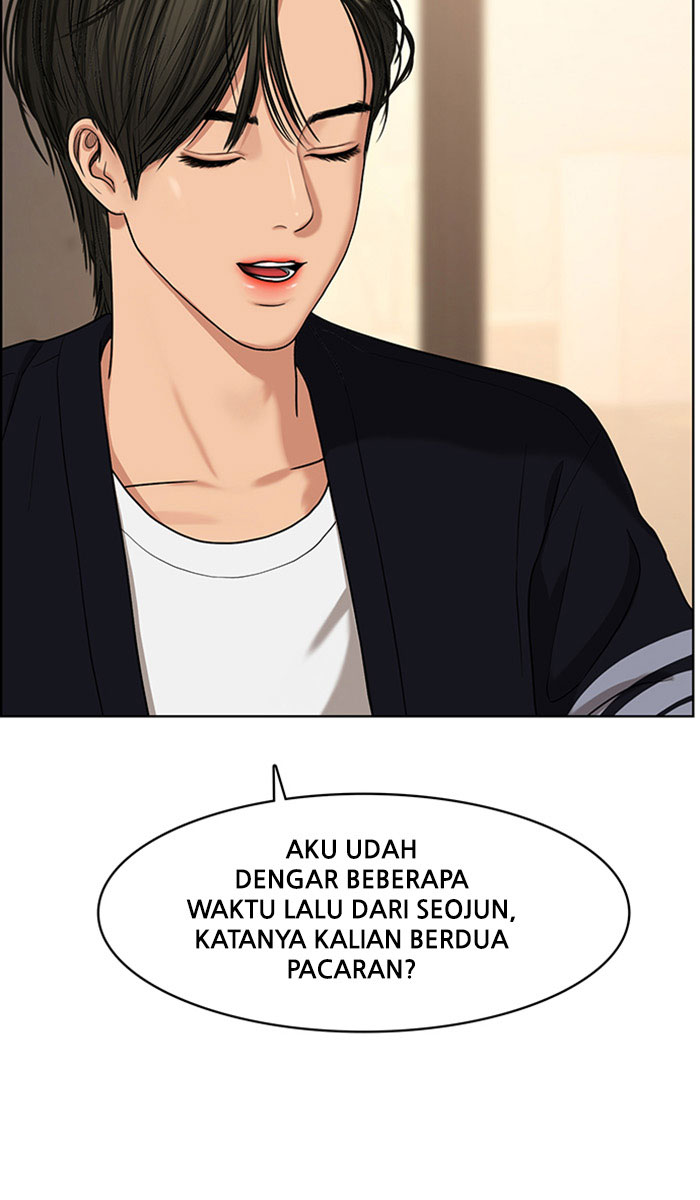 AKU UDAH
DENGAR BEBERAPA
WAKTU LALU DARI SEOJUN,
KATANYA KALIAN BERDUA
PACARAN?